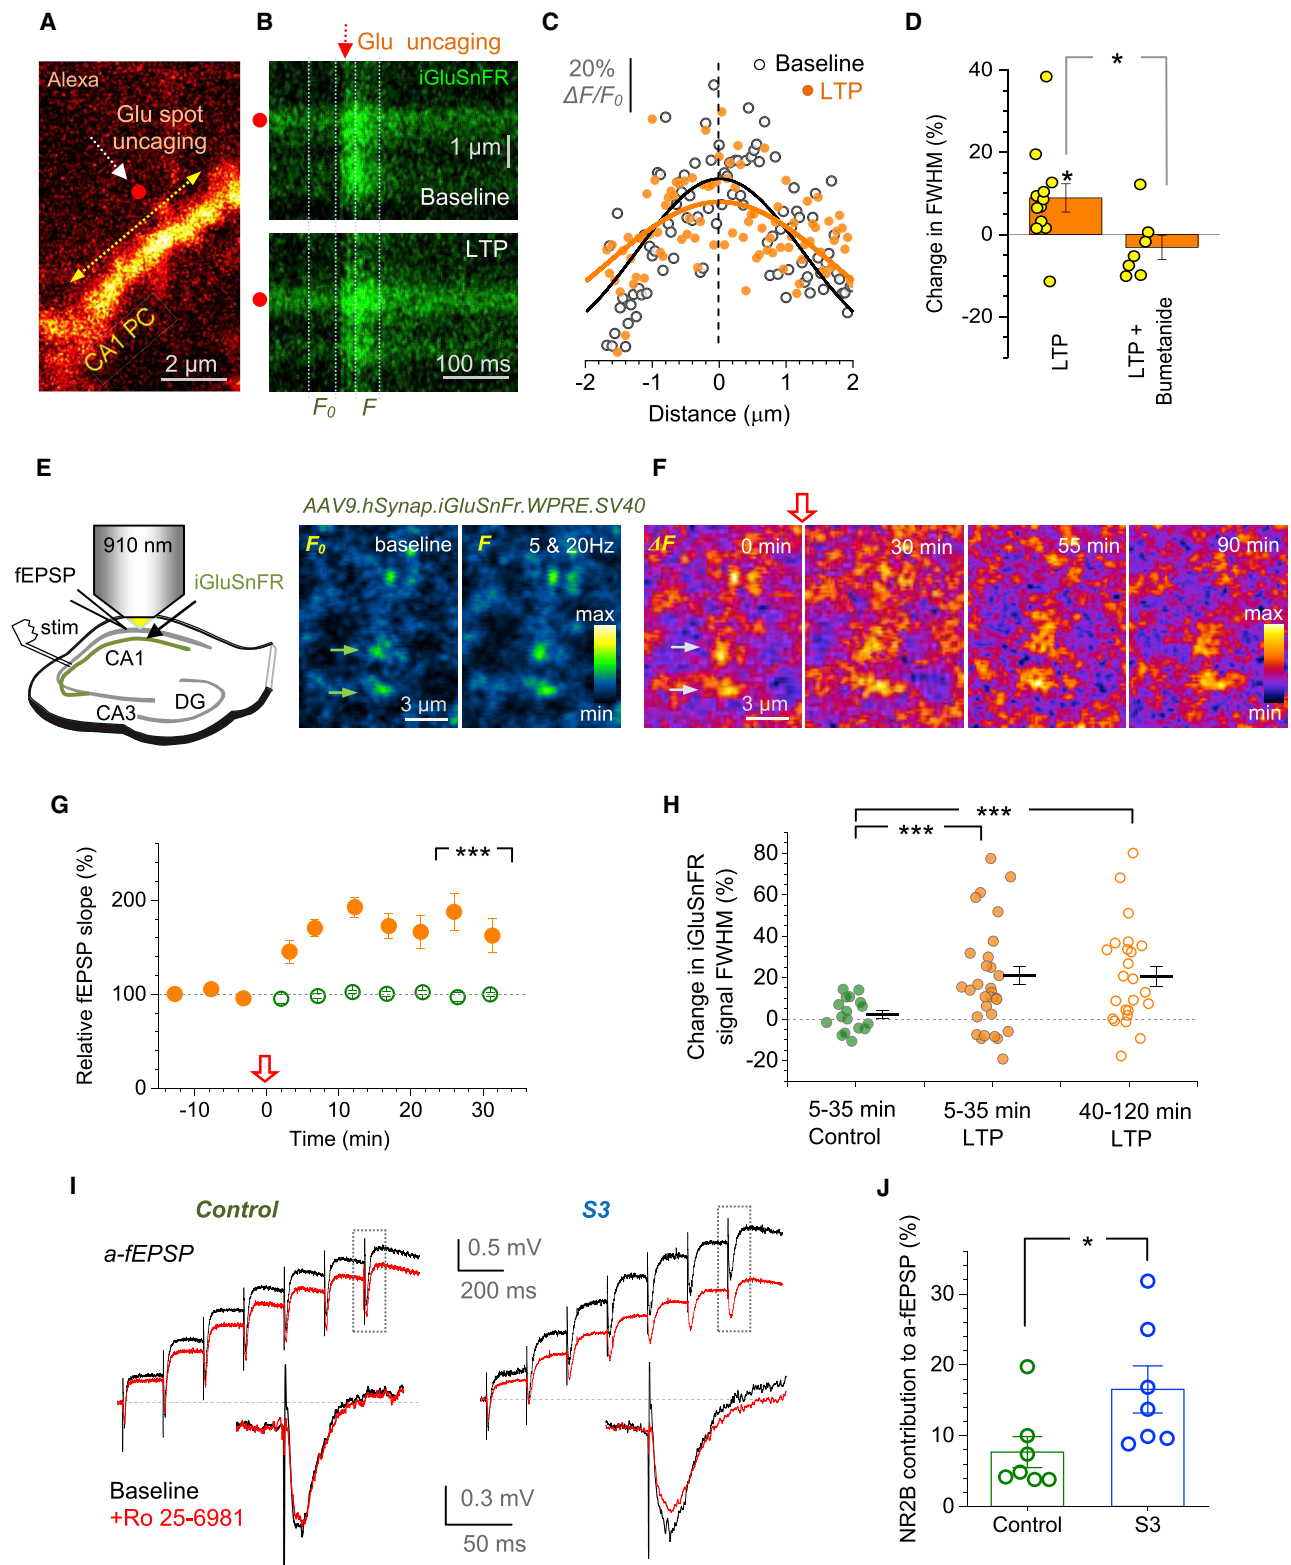 A
Alexa
Glu spot
uncaging
CA1 PC
2 μm
B
Glu uncaging
iGluSnFR
1 μm
Baseline
LTP
100 ms
F0
F
C
20%
ΔF/F0
Baseline
LTP
-2
-1
0
1
2
Distance (μm)
D
*
*
40
20
0
-20
Change in FWHM (%)
LTP
LTP +
Bumetanide
E
910 nm
fEPSP
iGluSnFR
stim
CA1
CA3
DG
AAV9.hSynap.iGluSnFr.WPRE.SV40
F0
baseline
3 μm
F
5 & 20Hz
max
min
F
ΔF
0 min
3 μm
30 min
55 min
90 min
max
min
G
Relative fEPSP slope (%)
200
100
0
***
-10
0
10
20
30
Time (min)
H
***
***
Change in iGluSnFR
signal FWHM (%)
80
60
40
20
0
-20
5-35 min
Control
5-35 min
LTP
40-120 min
LTP
I
Control
S3
a-fEPSP
0.5 mV
200 ms
Baseline
+Ro 25-6981
0.3 mV
50 ms
J
NR2B contribution to a-fEPSP (%)
*
30
20
10
0
Control
S3